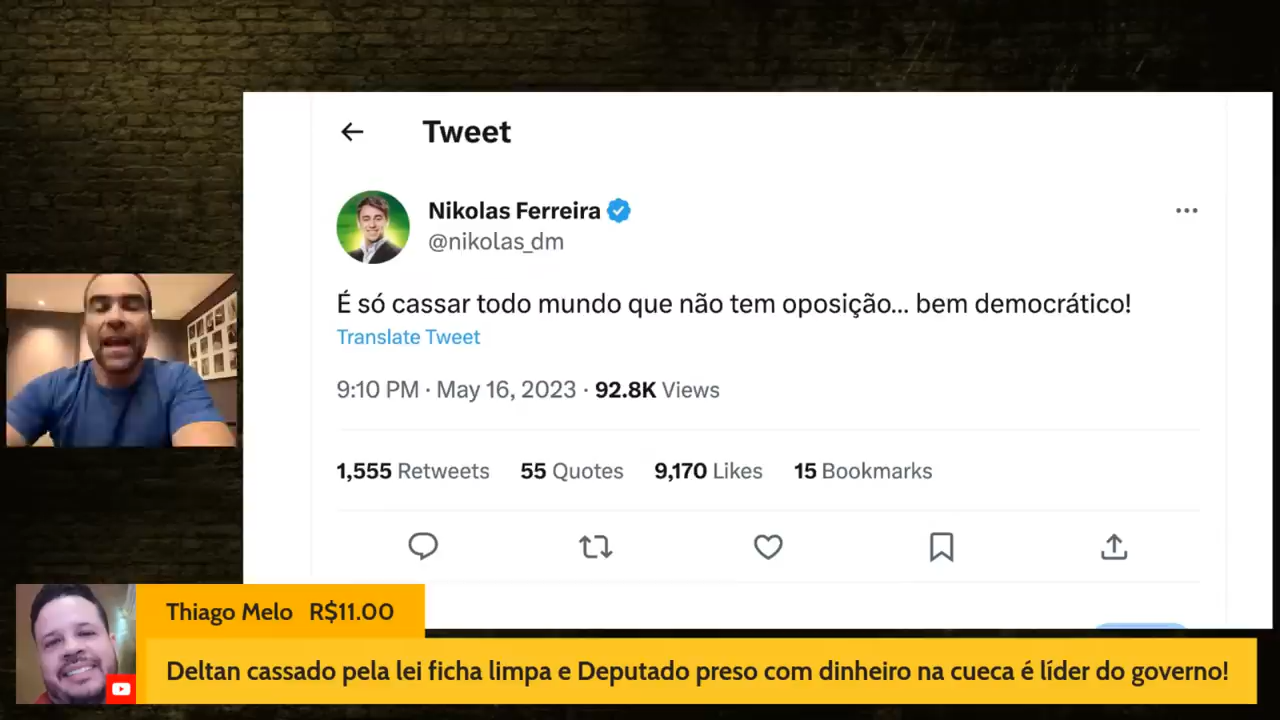 Tweet
Nikolas Ferreira
@nikolas_dm
É só cassar todo mundo que não tem oposição... bem democrático!
Translate Tweet
9:10 PM · May 16, 2023 · 92.8K Views
1,555 Retweets 55 Quotes 9,170 Likes 15 Bookmarks
Thiago Melo R$11.00
Deltan cassado pela lei ficha limpa e Deputado preso com dinheiro na cueca é líder do governo!